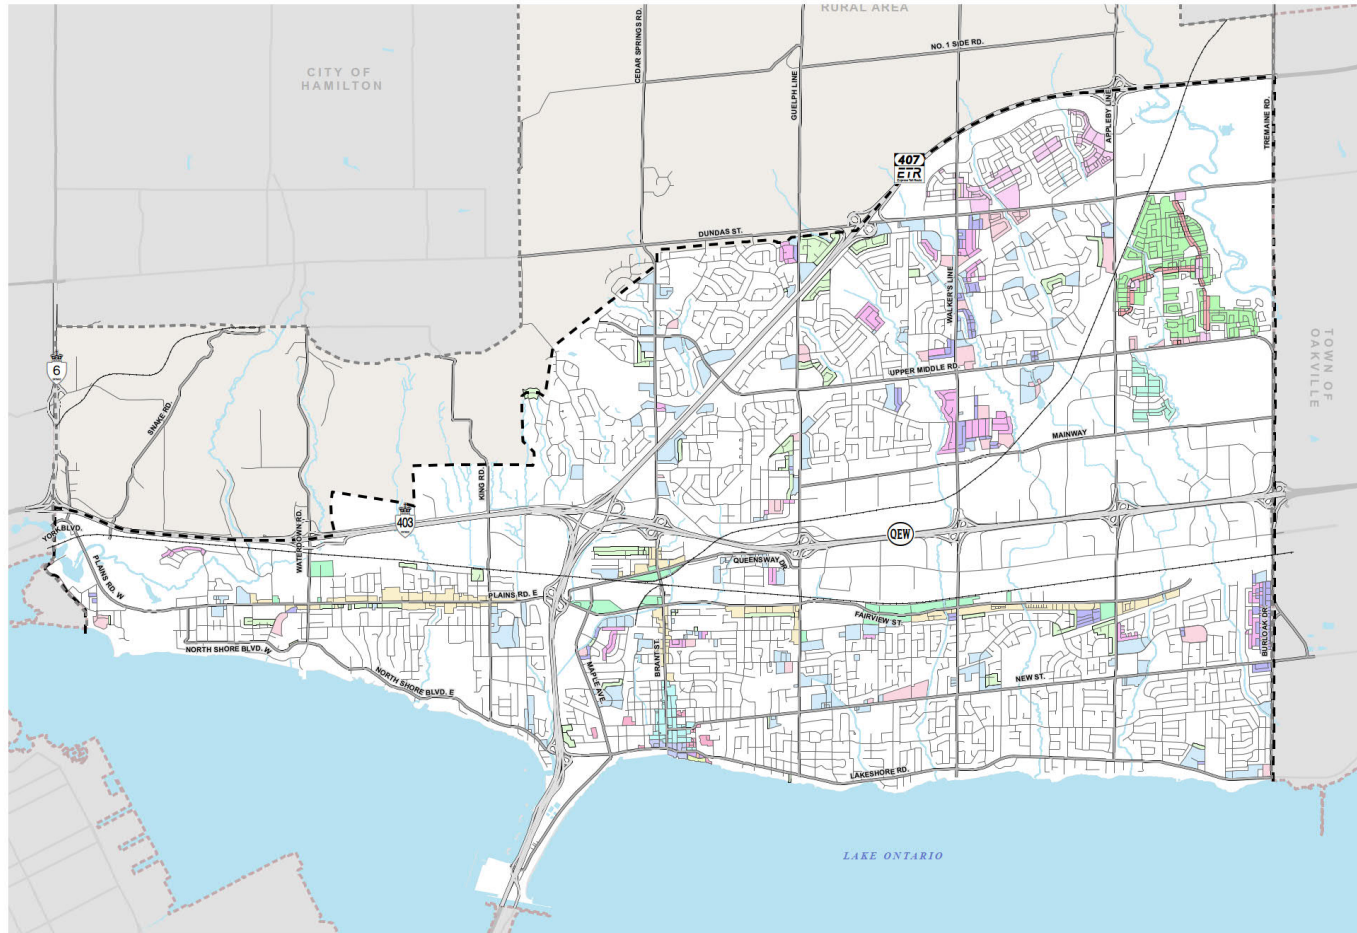 RURAL AREA
CEDAR SPRINGS RD.
NO. 1 SIDE RD.
CITY OF
HAMILTON
GUELPH LINE
APPLEBY LINE
TREMAINE RD.
407
ETR
DUNDAS ST.
WALKER'S LINE
TOWN OF
OAKVILLE
6
UPPER MIDDLE RD.
SNAKE RD.
MAINWAY
KING RD.
WATERDOWN RD.
403
YORK BLVD.
QEW
QUEENSWAY DR.
PLAINS RD. W
PLAINS RD. E
FAIRVIEW ST.
BURLOAK DR
NORTH SHORE BLVD. W
BRANT ST.
MAPLE AVE.
NEW ST.
NORTH SHORE BLVD. E
LAKESHORE RD.
LAKE ONTARIO